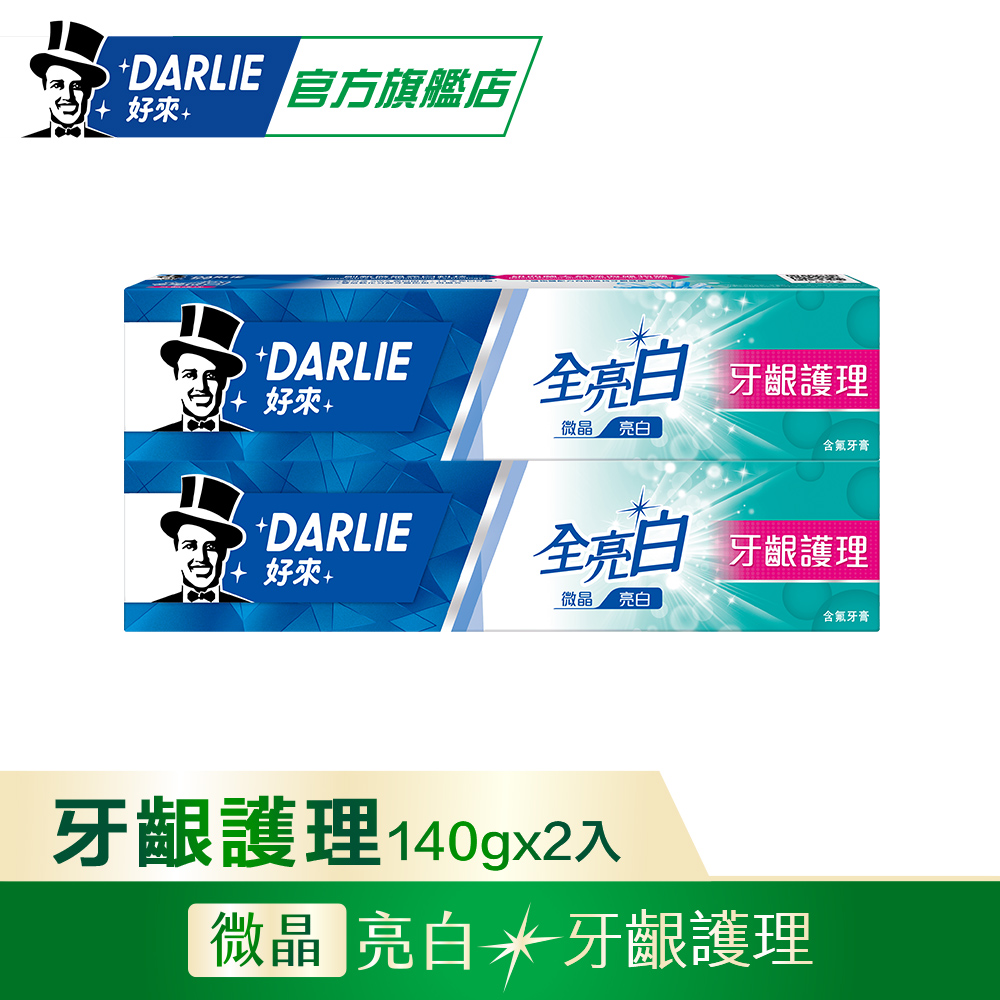 DARLIE
好來
官方旗艦店
DARLIE
DARLIE
好來
全亮白
微晶 亮白
牙齦護理
含氟牙膏
DARLIE
好來
全亮白
微晶 亮白
牙齦護理
含氟牙膏
牙齦護理140gx2入
微晶 亮白 牙齦護理